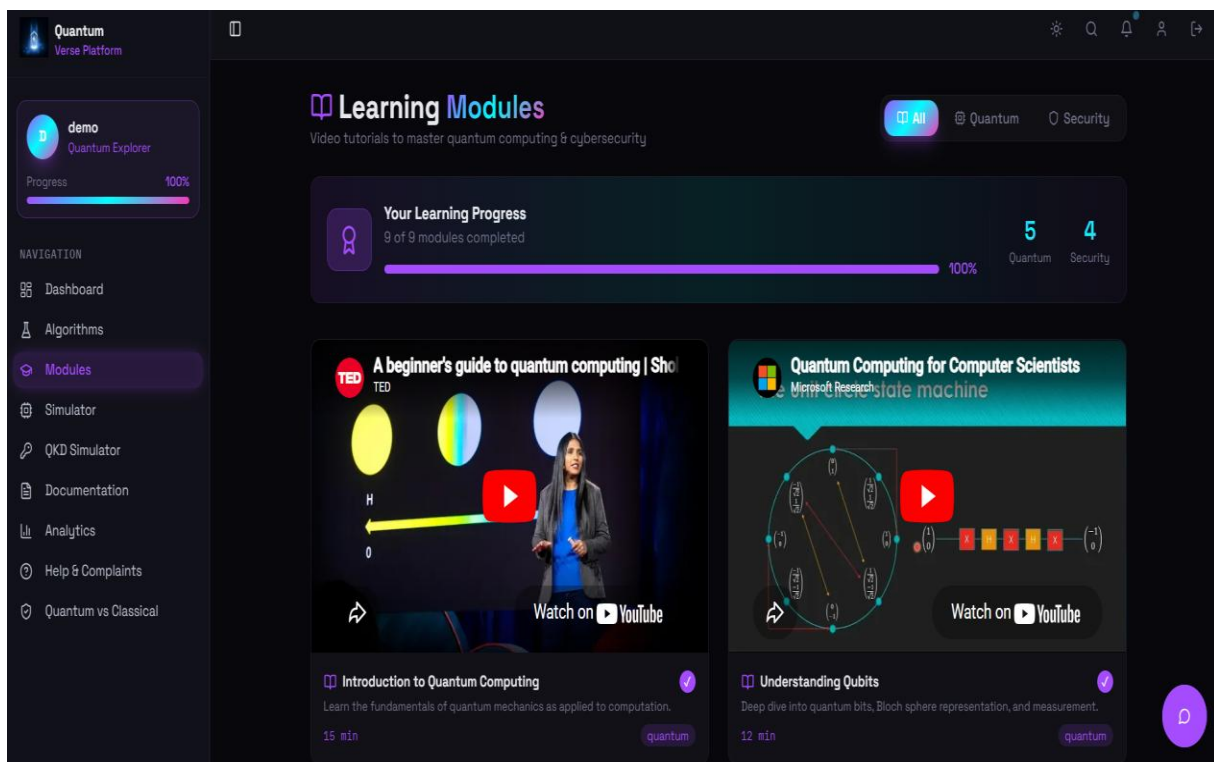 Quantum
Verse Platform
D
demo
Quantum Explorer
Progress 100%
NAVIGATION
Dashboard
Algorithms
Modules
Simulator
QKD Simulator
Documentation
Analytics
Help & Complaints
Quantum vs Classical
Learning Modules
Video tutorials to master quantum computing & cybersecurity
All Quantum Security
Your Learning Progress
9 of 9 modules completed
100%
5 4
Quantum Security
TED
A beginner's guide to quantum computing | Sho
TED
H
0
Watch on YouTube
Introduction to Quantum Computing
Learn the fundamentals of quantum mechanics as applied to computation.
15 min quantum
Quantum Computing for Computer Scientists
Microsoft Research
state machine
X H X H X
Watch on YouTube
Understanding Qubits
Deep dive into quantum bits, Bloch sphere representation, and measurement.
12 min quantum